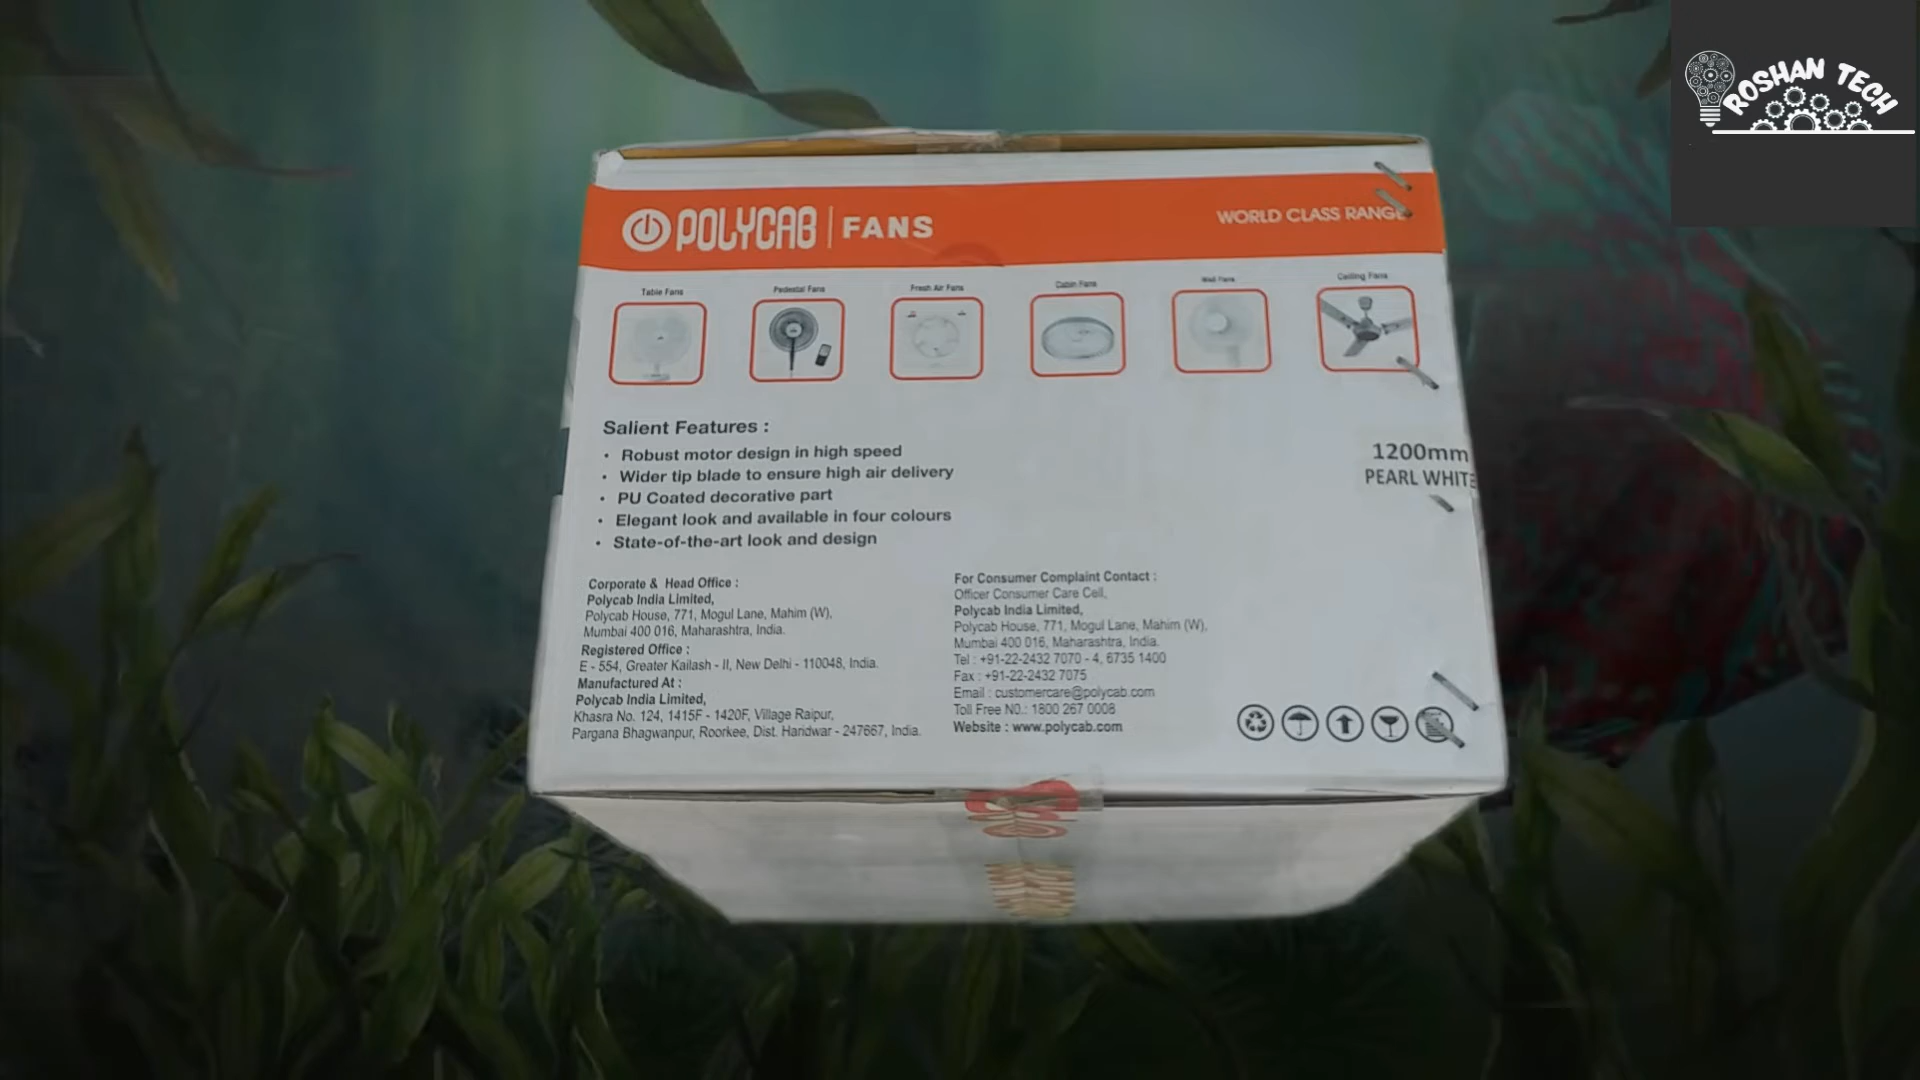 ROSHAN TECH
POLYCAB | FANS
WORLD CLASS RANGE
Table Fans
Pedestal Fans
Fresh Air Fans
Cabin Fans
Wall Fans
Ceiling Fans
Salient Features :
• Robust motor design in high speed
• Wider tip blade to ensure high air delivery
• PU Coated decorative part
• Elegant look and available in four colours
• State-of-the-art look and design
1200mm
PEARL WHITE
Corporate & Head Office :
Polycab India Limited,
Polycab House, 771, Mogul Lane, Mahim (W),
Mumbai 400 016, Maharashtra, India.
Registered Office :
E - 554, Greater Kailash - II, New Delhi - 110048, India.
Manufactured At :
Polycab India Limited,
Khasra No. 124, 1415F - 1420F, Village Raipur,
Pargana Bhagwanpur, Roorkee, Dist. Haridwar - 247667, India.
For Consumer Complaint Contact :
Officer Consumer Care Cell,
Polycab India Limited,
Polycab House, 771, Mogul Lane, Mahim (W),
Mumbai 400 016, Maharashtra, India.
Tel : +91-22-2432 7070 - 4, 6735 1400
Fax : +91-22-2432 7075
Email : customercare@polycab.com
Toll Free N0.: 1800 267 0008
Website : www.polycab.com